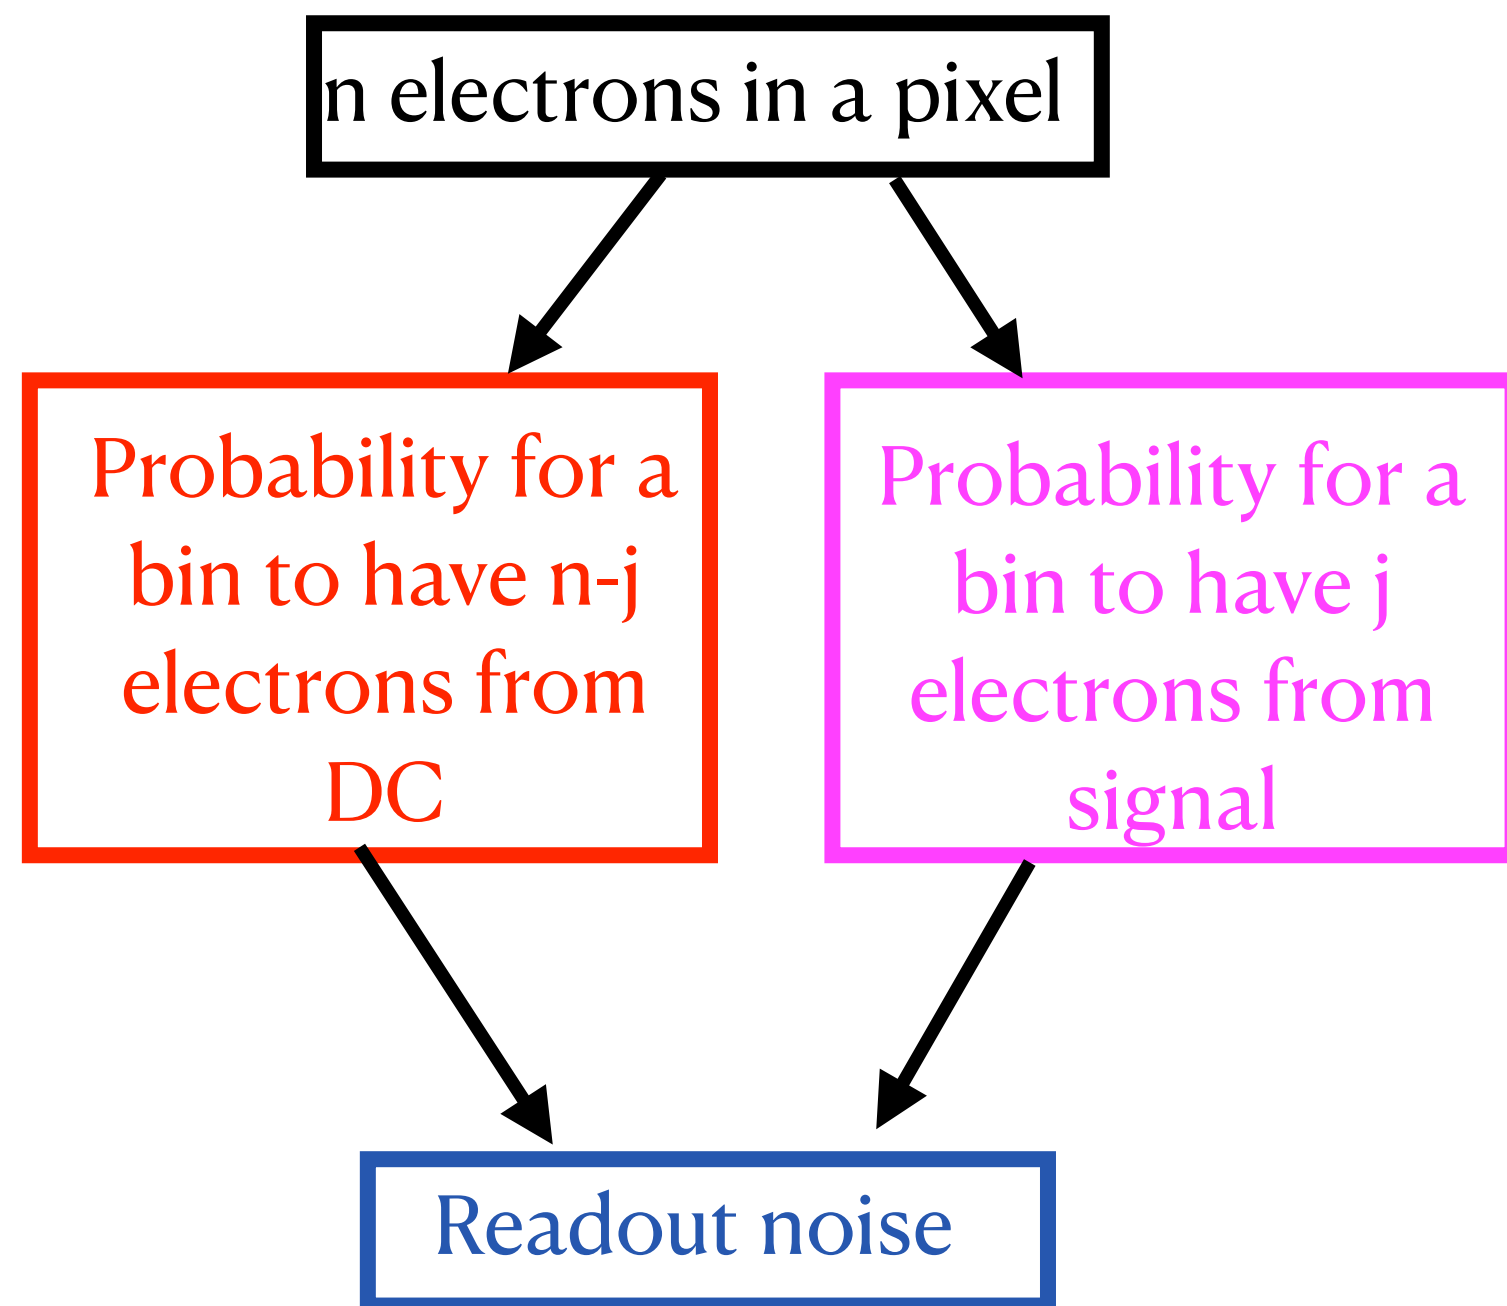 n electrons in a pixel
Probability for a
bin to have n-j
electrons from
DC
Probability for a
bin to have j
electrons from
signal
Readout noise